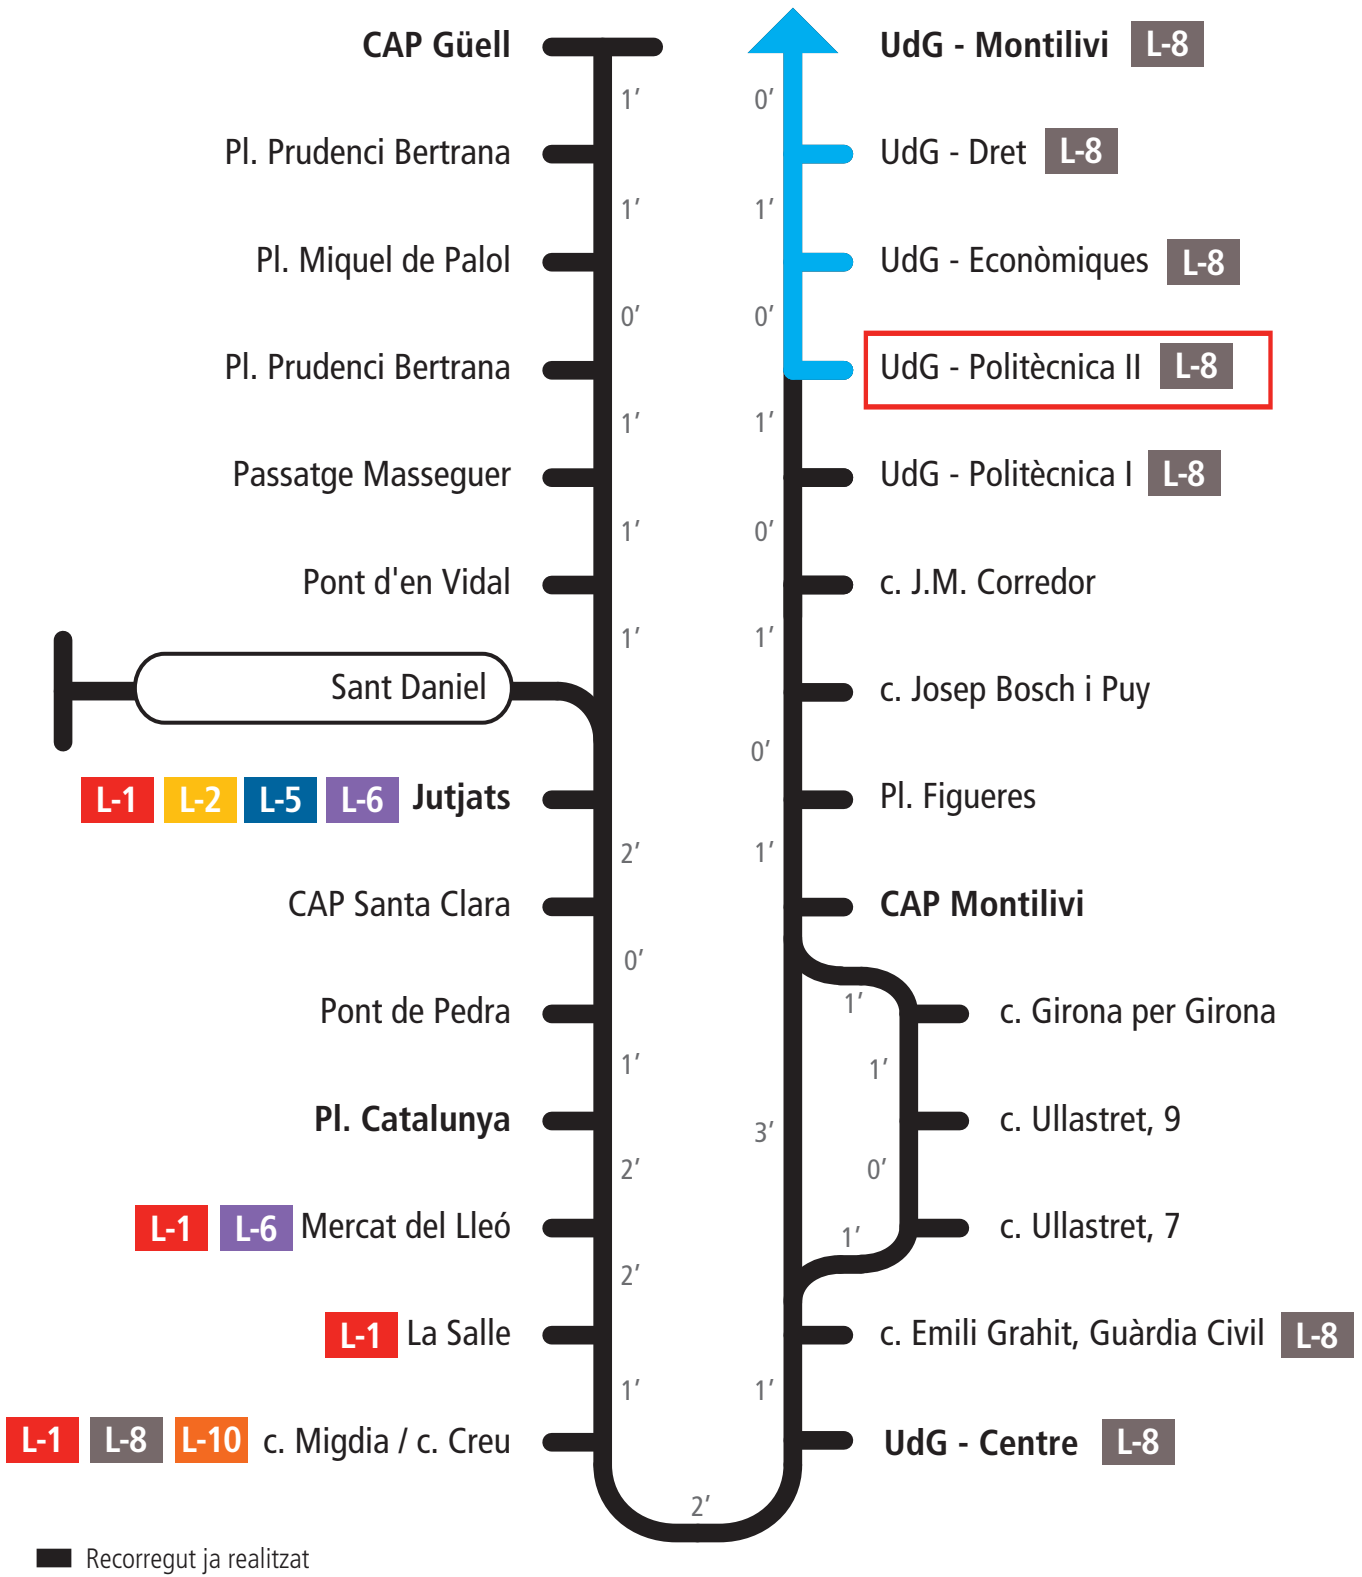 CAP Güell
1’
Pl. Prudenci Bertrana
1’
Pl. Miquel de Palol
0’
Pl. Prudenci Bertrana
1’
Passatge Masseguer
1’
Pont d'en Vidal
1’
Sant Daniel
L-1 L-2 L-5 L-6 Jutjats
2’
CAP Santa Clara
0’
Pont de Pedra
1’
Pl. Catalunya
2’
L-1 L-6 Mercat del Lleó
2’
L-1 La Salle
1’
L-1 L-8 L-10 c. Migdia / c. Creu
2’
UdG - Montilivi L-8
0’
UdG - Dret L-8
1’
UdG - Econòmiques L-8
0’
UdG - Politècnica II L-8
1’
UdG - Politècnica I L-8
0’
c. J.M. Corredor
1’
c. Josep Bosch i Puy
0’
Pl. Figueres
1’
CAP Montilivi
1’
c. Girona per Girona
1’
c. Ullastret, 9
3’
0’
c. Ullastret, 7
1’
c. Emili Grahit, Guàrdia Civil L-8
1’
UdG - Centre L-8
Recorregut ja realitzat